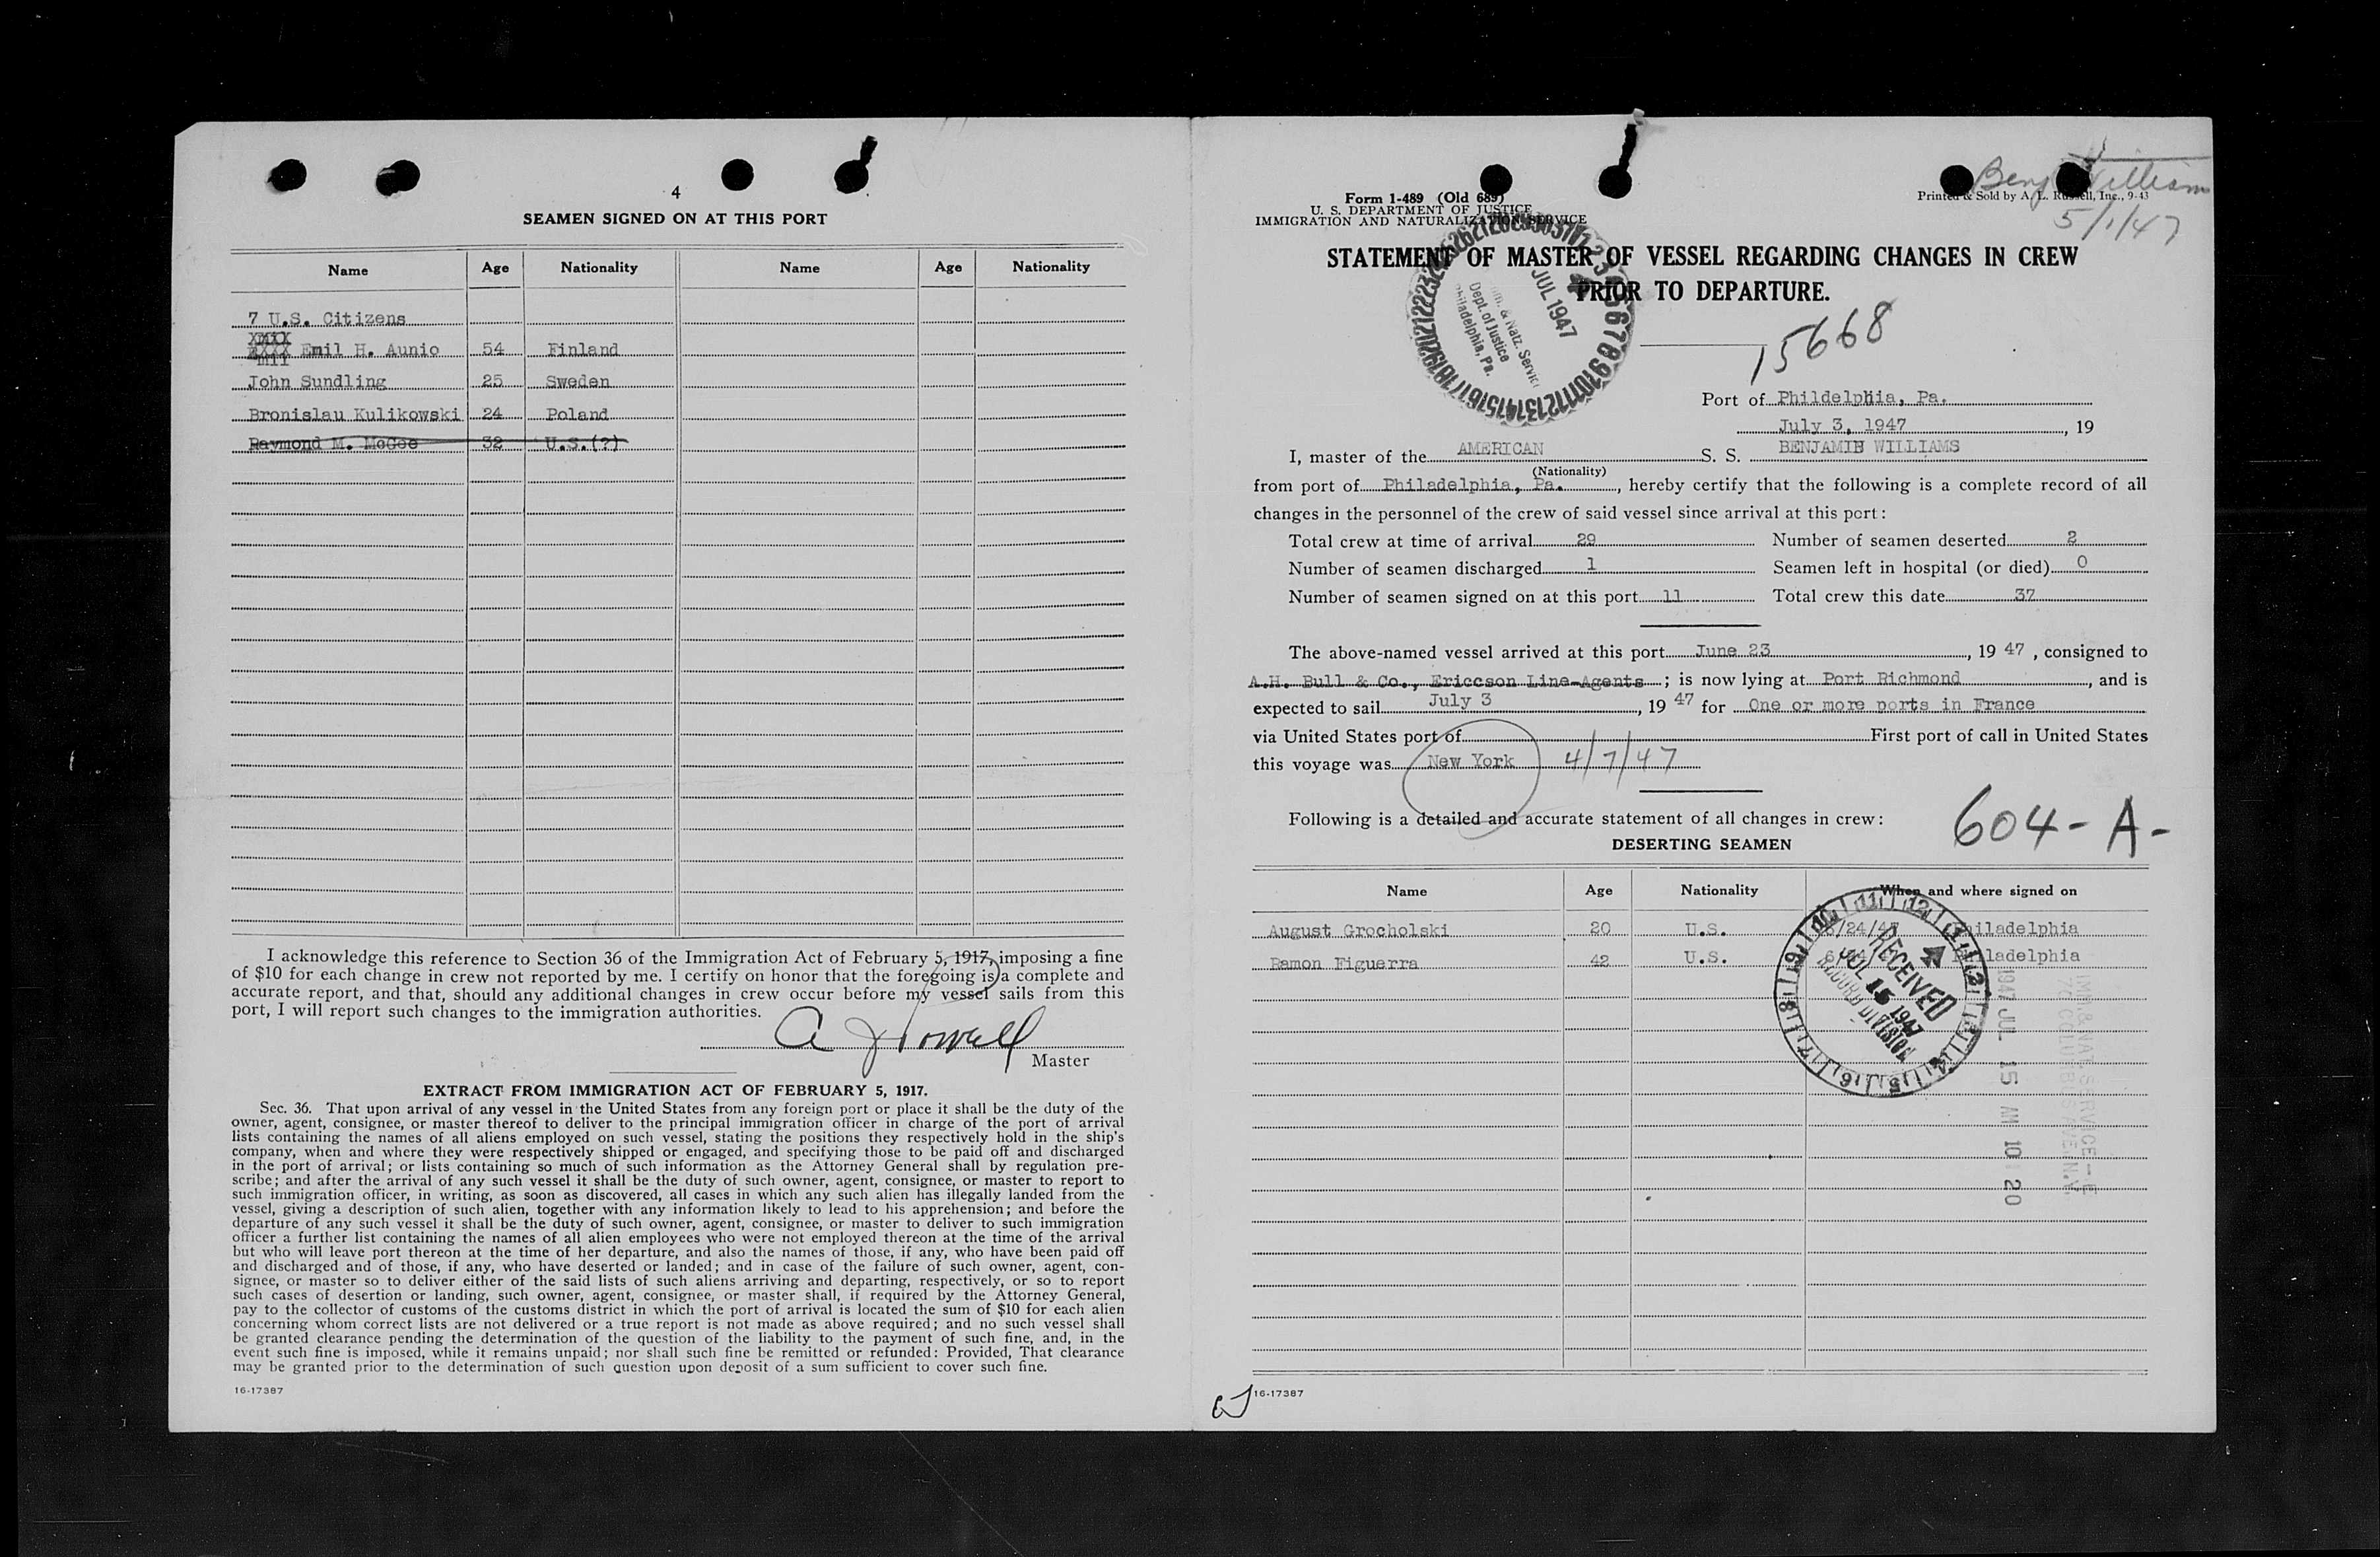 4
SEAMEN SIGNED ON AT THIS PORT
Name Age Nationality Name Age Nationality
7 U.S. Citizens
Emil H. Aunio 54 Finland
John Sundling 25 Sweden
Bronislau Kulikowski 24 Poland
Raymond M. McGee 32 U.S.(?)
I acknowledge this reference to Section 36 of the Immigration Act of February 5, 1917, imposing a fine
of $10 for each change in crew not reported by me. I certify on honor that the foregoing is a complete and
accurate report, and that, should any additional changes in crew occur before my vessel sails from this
port, I will report such changes to the immigration authorities.
Master
EXTRACT FROM IMMIGRATION ACT OF FEBRUARY 5, 1917.
Sec. 36. That upon arrival of any vessel in the United States from any foreign port or place it shall be the duty of the
owner, agent, consignee, or master thereof to deliver to the principal immigration officer in charge of the port of arrival
lists containing the names of all aliens employed on such vessel, stating the positions they respectively hold in the ship's
company, when and where they were respectively shipped or engaged, and specifying those to be paid off and discharged
in the port of arrival; or lists containing so much of such information as the Attorney General shall by regulation pre-
scribe; and after the arrival of any such vessel it shall be the duty of such owner, agent, consignee, or master to report to
such immigration officer, in writing, as soon as discovered, all cases in which any such alien has illegally landed from the
vessel, giving a description of such alien, together with any information likely to lead to his apprehension; and before the
departure of any such vessel it shall be the duty of such owner, agent, consignee, or master to deliver to such immigration
officer a further list containing the names of all alien employees who were not employed thereon at the time of the arrival
but who will leave port thereon at the time of her departure, and also the names of those, if any, who have been paid off
and discharged and of those, if any, who have deserted or landed; and in case of the failure of such owner, agent, con-
signee, or master so to deliver either of the said lists of such aliens arriving and departing, respectively, or so to report
such cases of desertion or landing, such owner, agent, consignee, or master shall, if required by the Attorney General,
pay to the collector of customs of the customs district in which the port of arrival is located the sum of $10 for each alien
concerning whom correct lists are not delivered or a true report is not made as above required; and no such vessel shall
be granted clearance pending the determination of the question of the liability to the payment of such fine, and, in the
event such fine is imposed, while it remains unpaid; nor shall such fine be remitted or refunded: Provided, That clearance
may be granted prior to the determination of such question upon deposit of a sum sufficient to cover such fine.
16-17387
Benj William
5/1/47
Form 1-489 (Old 689)
U. S. DEPARTMENT OF JUSTICE
IMMIGRATION AND NATURALIZATION SERVICE
Printed & Sold by A. L. Russell, Inc., 9-43
STATEMENT OF MASTER OF VESSEL REGARDING CHANGES IN CREW
PRIOR TO DEPARTURE.
JUL 1947
& Naz. Service
Dept. of Justice
Philadelphia, Pa.
15668
Port of Phildelphia, Pa.
July 3, 1947, 19
I, master of the AMERICAN S. S. BENJAMIN WILLIAMS
(Nationality)
from port of Philadelphia, Pa., hereby certify that the following is a complete record of all
changes in the personnel of the crew of said vessel since arrival at this port:
Total crew at time of arrival 29 Number of seamen deserted 2
Number of seamen discharged 1 Seamen left in hospital (or died) 0
Number of seamen signed on at this port 11 Total crew this date 37
The above-named vessel arrived at this port June 23, 19 47, consigned to
A.H. Bull & Co., Ericcson Line-Agents; is now lying at Port Richmond, and is
expected to sail July 3, 19 47 for One or more ports in France
via United States port of First port of call in United States
this voyage was New York 4/7/47
Following is a detailed and accurate statement of all changes in crew:
604-A-
DESERTING SEAMEN
Name Age Nationality When and where signed on
August Grocholski 20 U.S. 6/24/47 Philadelphia
Ramon Figuerra 42 U.S. Philadelphia
RECEIVED
JUL 15 1947
RECORD DIVISION
1947 JUL 15 AM 10 20
IMM. & NAT. SERVICE-E
70 COLUMBUS AVE. N.Y.
16-17387